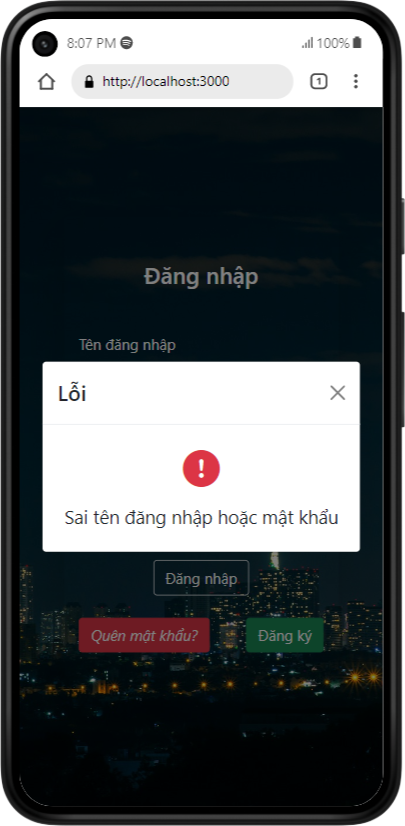 8:07 PM
100%
http://localhost:3000
1
Đăng nhập
Tên đăng nhập
Lỗi
Sai tên đăng nhập hoặc mật khẩu
Đăng nhập
Quên mật khẩu?
Đăng ký